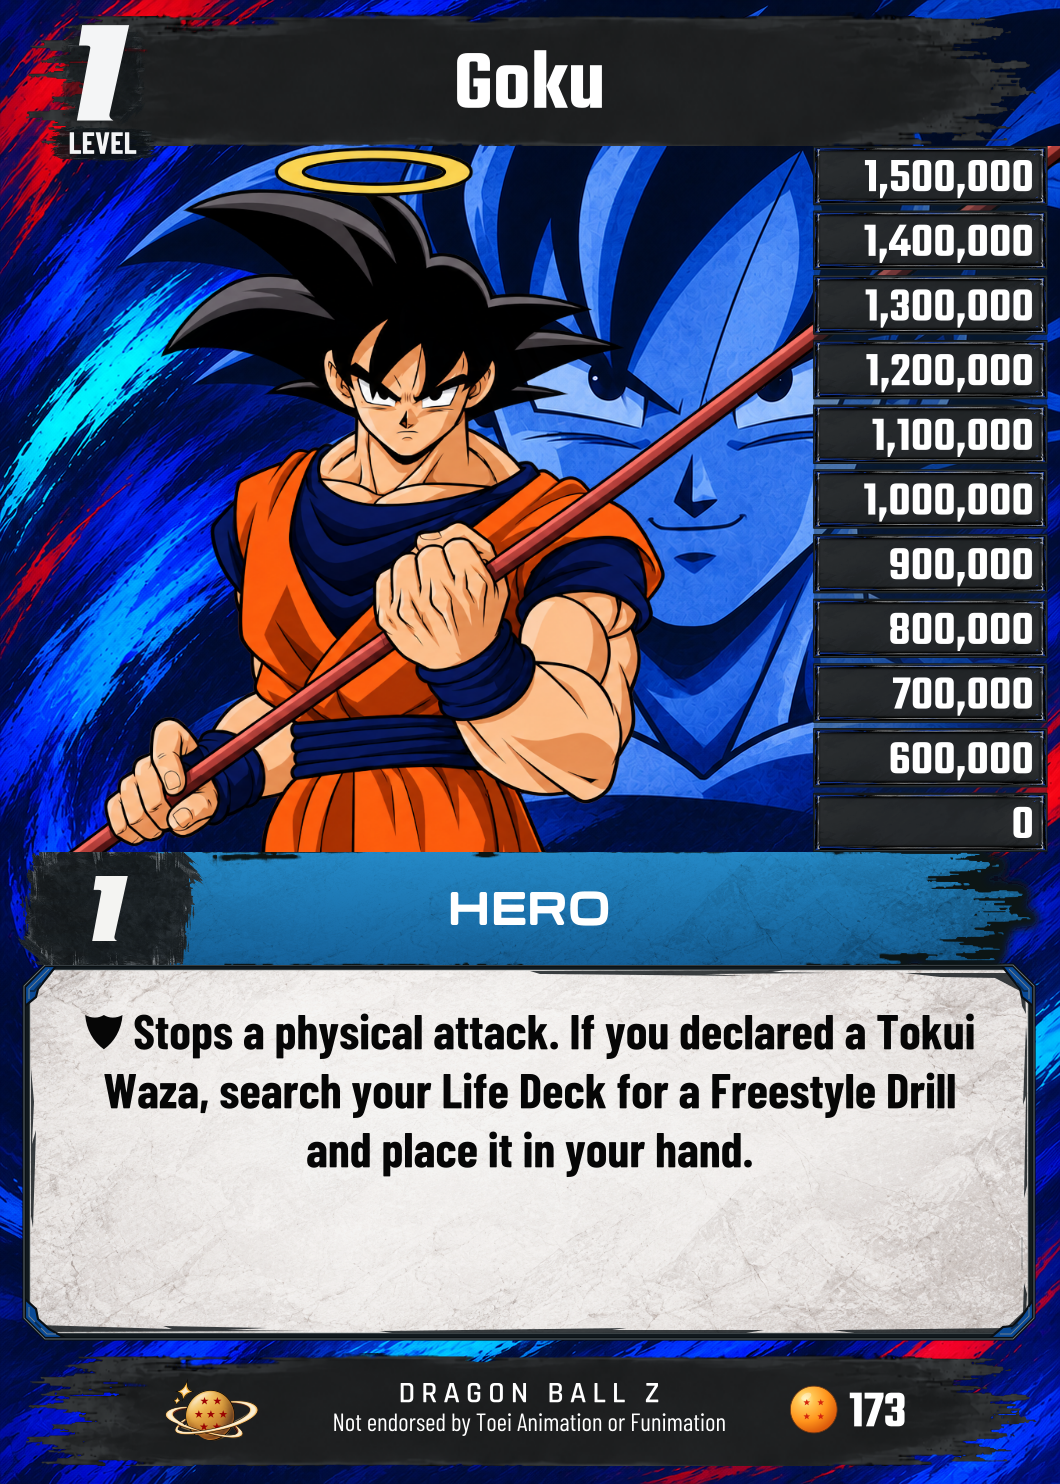 1
LEVEL
Goku
1,500,000
1,400,000
1,300,000
1,200,000
1,100,000
1,000,000
900,000
800,000
700,000
600,000
0
1
HERO
Stops a physical attack. If you declared a Tokui
Waza, search your Life Deck for a Freestyle Drill
and place it in your hand.
DRAGON BALL Z
Not endorsed by Toei Animation or Funimation
173